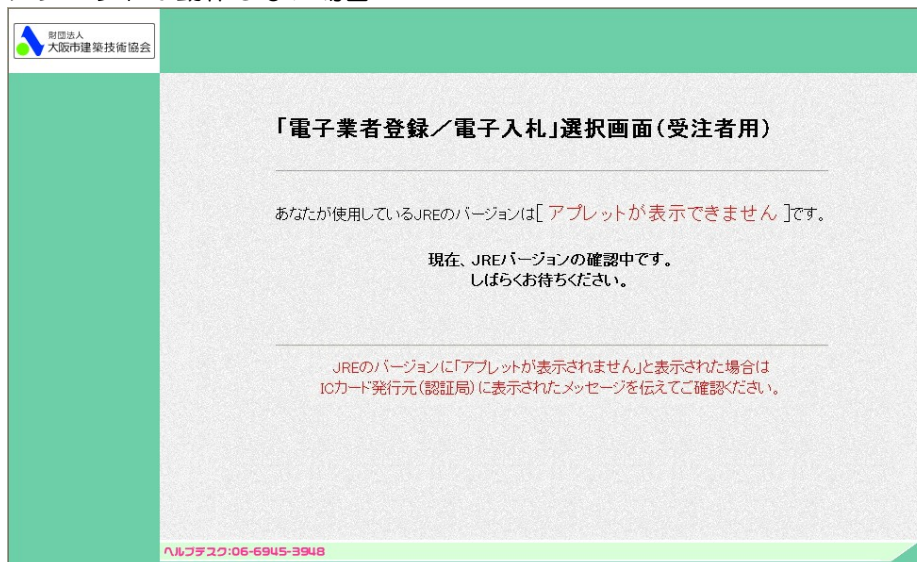 財団法人
大阪市建築技術協会
「電子業者登録／電子入札」選択画面（受注者用）
あなたが使用しているJREのバージョンは[ アプレットが表示できません ]です。
現在、JREバージョンの確認中です。
しばらくお待ちください。
JREのバージョンに「アプレットが表示されません」と表示された場合は
ICカード発行元（認証局）に表示されたメッセージを伝えてご確認ください。
ヘルプデスク:06-6945-3948